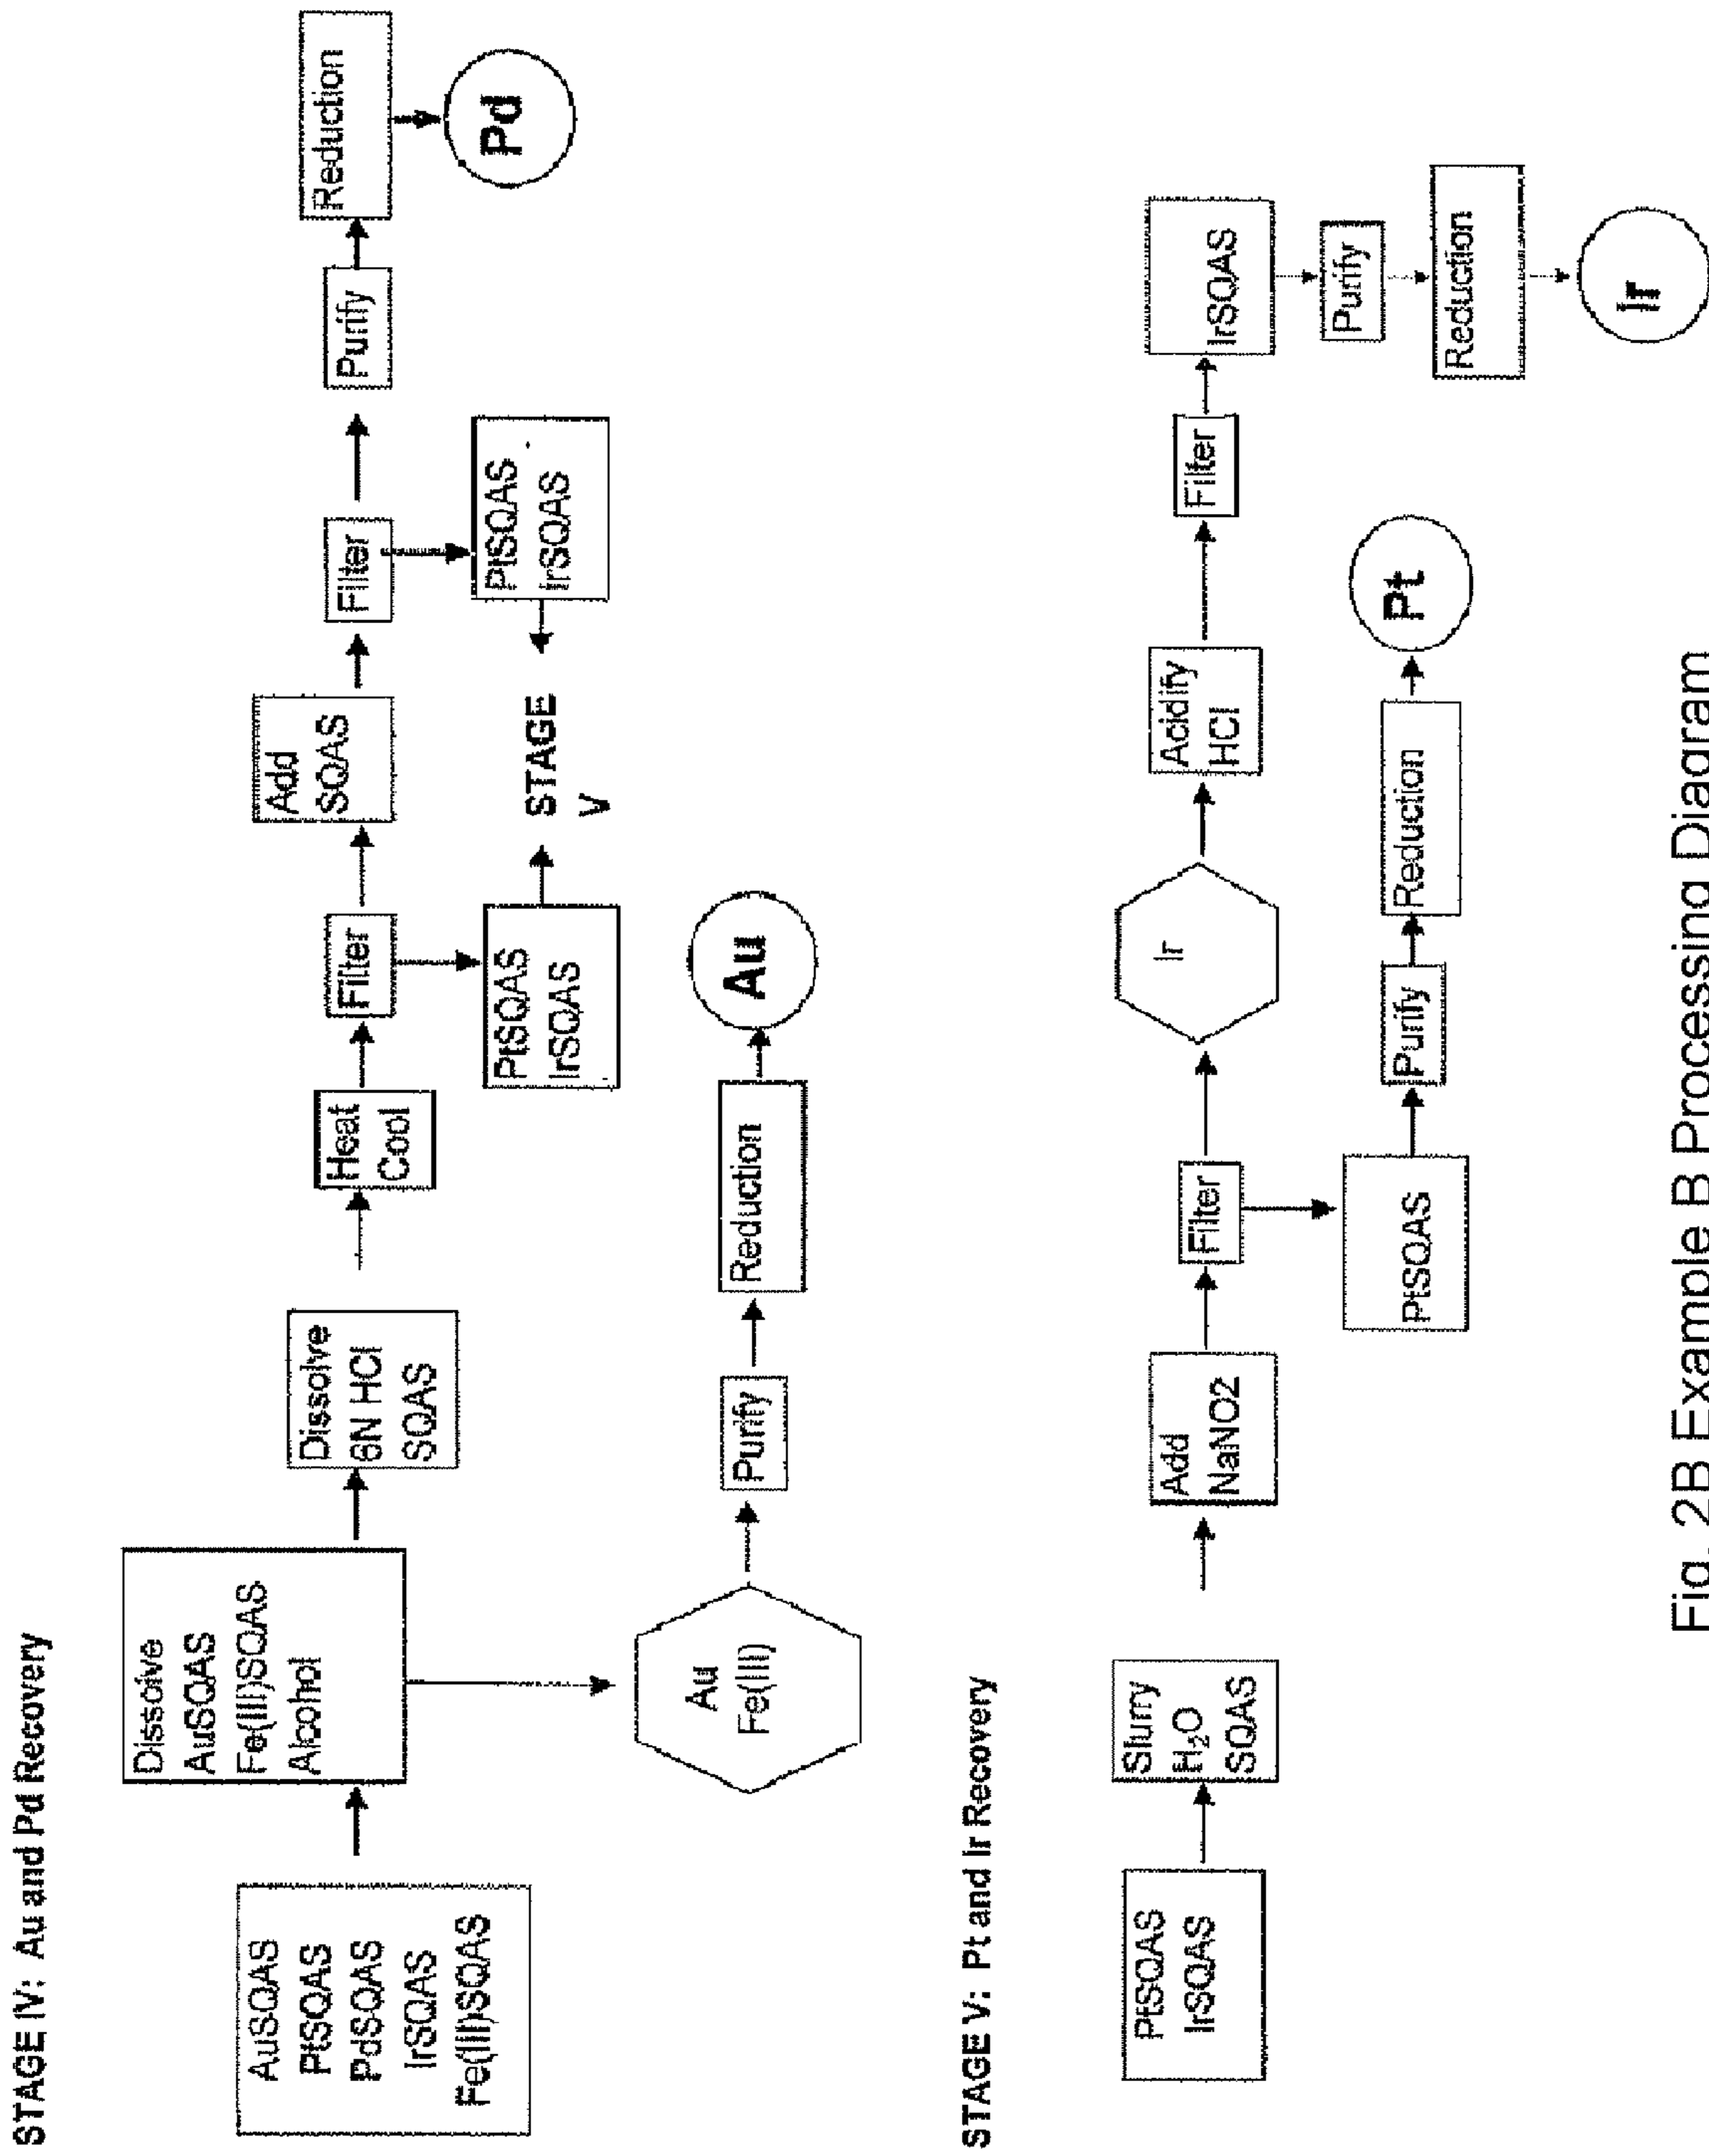 STAGE IV: Au and Pd Recovery
AuSQAS
PtSQAS
PdSQAS
IrSQAS
Fe(III)SQAS
Dissolve
AuSQAS
Fe(III)SQAS
Alcohol
Dissolve
6N HCl
SQAS
Heat
Cool
Filter
Add
SQAS
Filter
Purify
Reduction
Pd
PtSQAS
IrSQAS
STAGE
V
PtSQAS
IrSQAS
Au
Fe(III)
Purify
Reduction
Au
STAGE V: Pt and Ir Recovery
PtSQAS
IrSQAS
Slurry
H₂O
SQAS
Add
NaNO2
Filter
Ir
Acidify
HCl
Filter
IrSQAS
Purify
Reduction
Ir
PtSQAS
Purify
Reduction
Pt
Fig. 2B Example B Processing Diagram